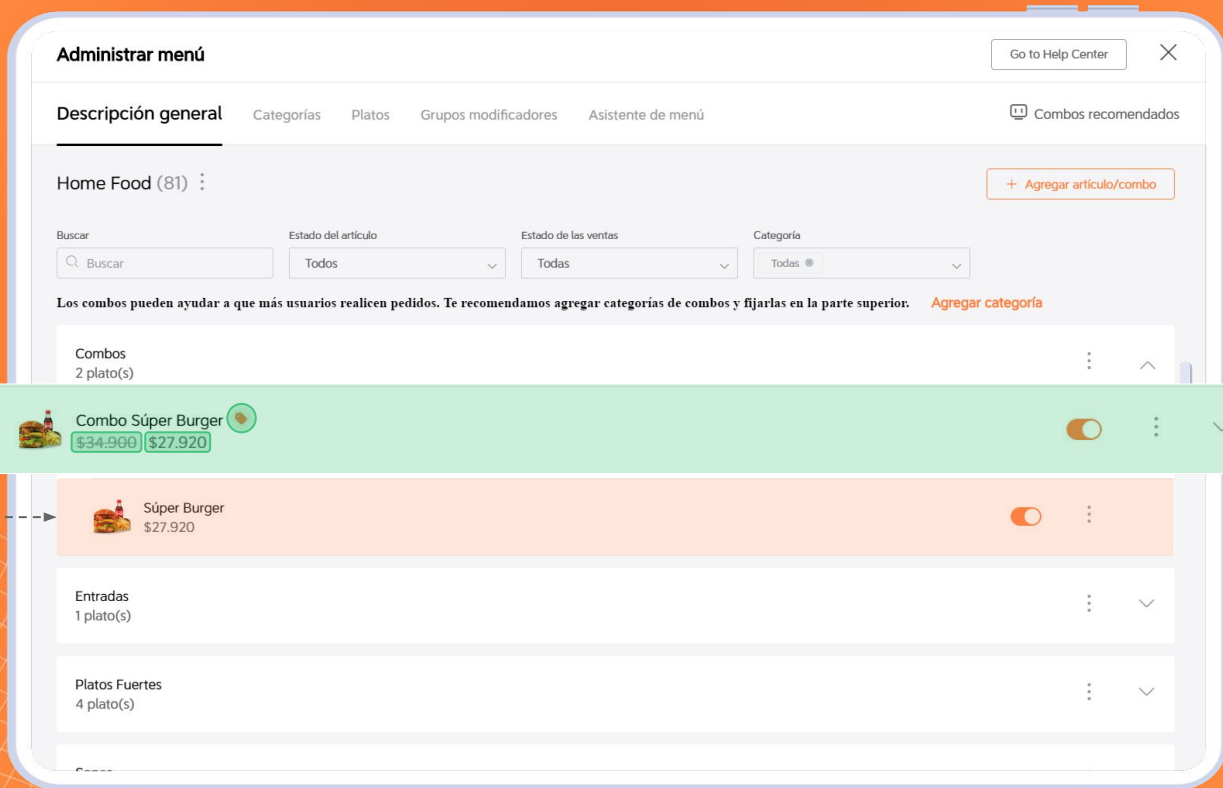 Administrar menú
Go to Help Center
Descripción general
Categorías
Platos
Grupos modificadores
Asistente de menú
Combos recomendados
Home Food (81)
+ Agregar artículo/combo
Buscar
Estado del artículo
Estado de las ventas
Categoría
Buscar
Todos
Todas
Todas
Los combos pueden ayudar a que más usuarios realicen pedidos. Te recomendamos agregar categorías de combos y fijarlas en la parte superior. Agregar categoría
Combos
2 plato(s)
Combo Súper Burger
$34.900 $27.920
Súper Burger
$27.920
Entradas
1 plato(s)
Platos Fuertes
4 plato(s)